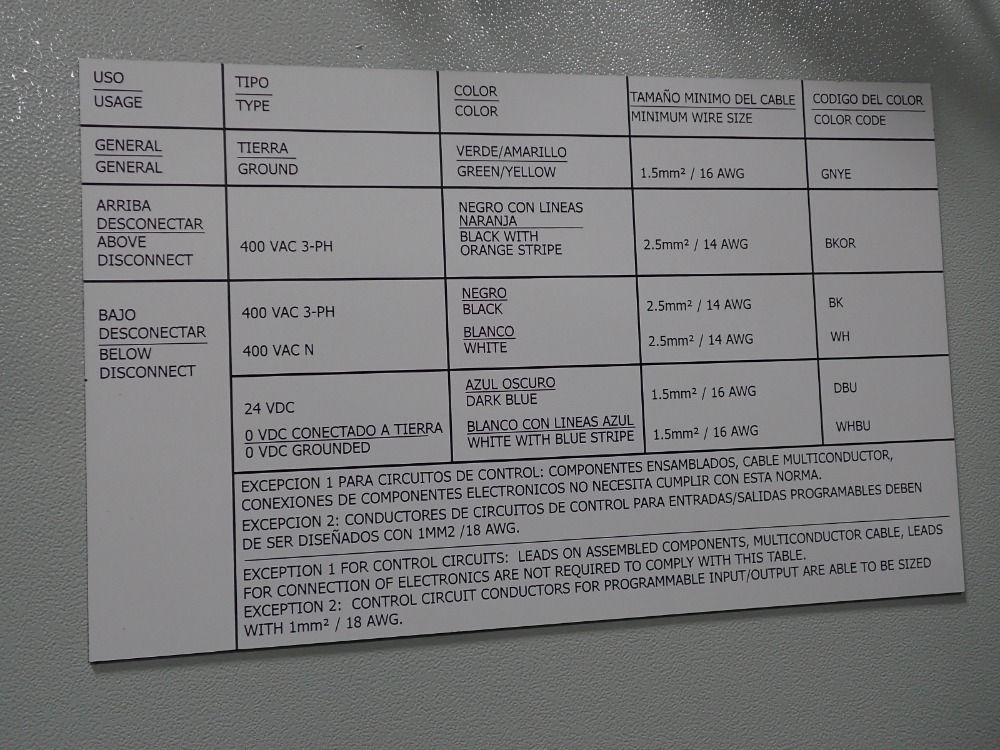 USO
USAGE
TIPO
TYPE
COLOR
COLOR
TAMAÑO MINIMO DEL CABLE
MINIMUM WIRE SIZE
CODIGO DEL COLOR
COLOR CODE
GENERAL
GENERAL
TIERRA
GROUND
VERDE/AMARILLO
GREEN/YELLOW
1.5mm² / 16 AWG
GNYE
ARRIBA
DESCONECTAR
ABOVE
DISCONNECT
400 VAC 3-PH
NEGRO CON LINEAS
NARANJA
BLACK WITH
ORANGE STRIPE
2.5mm² / 14 AWG
BKOR
BAJO
DESCONECTAR
BELOW
DISCONNECT
400 VAC 3-PH
NEGRO
BLACK
2.5mm² / 14 AWG
BK
400 VAC N
BLANCO
WHITE
2.5mm² / 14 AWG
WH
24 VDC
AZUL OSCURO
DARK BLUE
1.5mm² / 16 AWG
DBU
0 VDC CONECTADO A TIERRA
0 VDC GROUNDED
BLANCO CON LINEAS AZUL
WHITE WITH BLUE STRIPE
1.5mm² / 16 AWG
WHBU
EXCEPCION 1 PARA CIRCUITOS DE CONTROL: COMPONENTES ENSAMBLADOS, CABLE MULTICONDUCTOR,
CONEXIONES DE COMPONENTES ELECTRONICOS NO NECESITA CUMPLIR CON ESTA NORMA.
EXCEPCION 2: CONDUCTORES DE CIRCUITOS DE CONTROL PARA ENTRADAS/SALIDAS PROGRAMABLES DEBEN
DE SER DISEÑADOS CON 1MM2 /18 AWG.
EXCEPTION 1 FOR CONTROL CIRCUITS: LEADS ON ASSEMBLED COMPONENTS, MULTICONDUCTOR CABLE, LEADS
FOR CONNECTION OF ELECTRONICS ARE NOT REQUIRED TO COMPLY WITH THIS TABLE.
EXCEPTION 2: CONTROL CIRCUIT CONDUCTORS FOR PROGRAMMABLE INPUT/OUTPUT ARE ABLE TO BE SIZED
WITH 1mm² / 18 AWG.